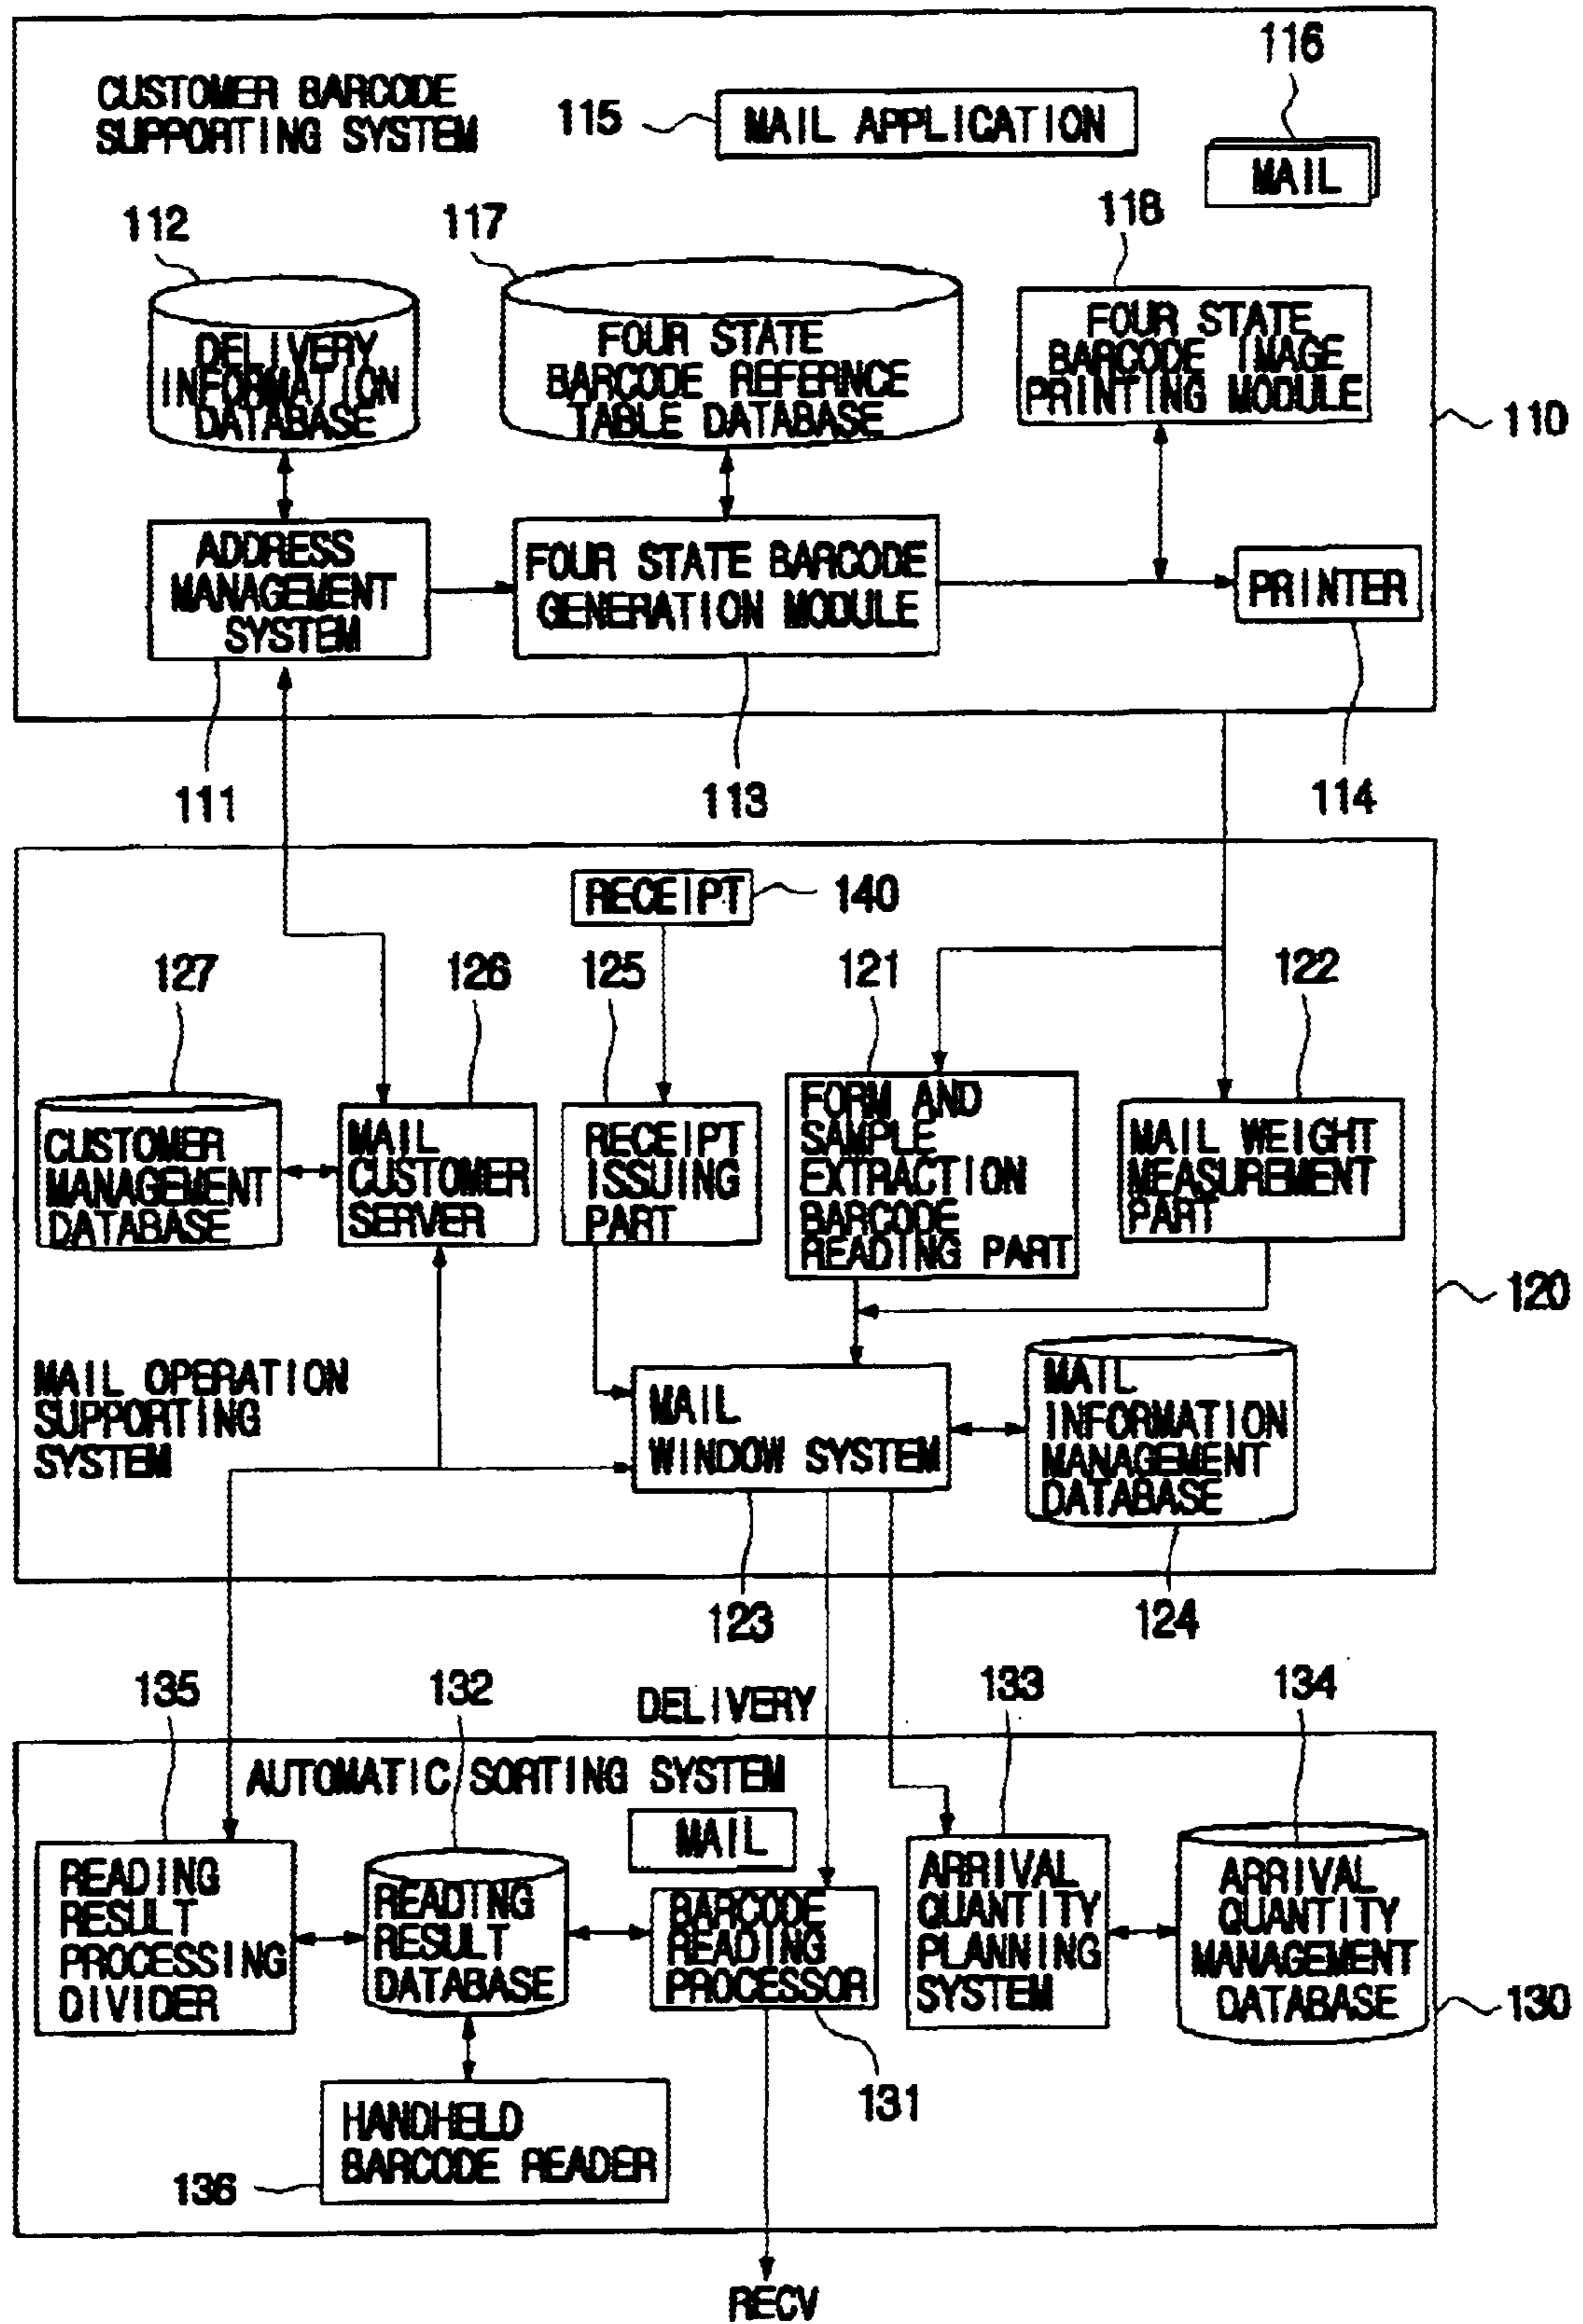 116
CUSTOMER BARCODE
SUPPORTING SYSTEM
115
MAIL APPLICATION
MAIL
112
117
118
DELIVERY
INFORMATION
DATABASE
FOUR STATE
BARCODE REFERNCE
TABLE DATABASE
FOUR STATE
BARCODE IMAGE
PRINTING MODULE
110
ADDRESS
MANAGEMENT
SYSTEM
FOUR STATE BARCODE
GENERATION MODULE
PRINTER
111
113
114
RECEIPT
140
127
126
125
121
122
CUSTOMER
MANAGEMENT
DATABASE
MAIL
CUSTOMER
SERVER
RECEIPT
ISSUING
PART
FORM AND
SAMPLE
EXTRACTION
BARCODE
READING PART
MAIL WEIGHT
MEASUREMENT
PART
120
MAIL OPERATION
SUPPORTING
SYSTEM
MAIL
WINDOW SYSTEM
MAIL
INFORMATION
MANAGEMENT
DATABASE
123
124
135
132
DELIVERY
133
134
AUTOMATIC SORTING SYSTEM
MAIL
READING
RESULT
PROCESSING
DIVIDER
READING
RESULT
DATABASE
BARCODE
READING
PROCESSOR
ARRIVAL
QUANTITY
PLANNING
SYSTEM
ARRIVAL
QUANTITY
MANAGEMENT
DATABASE
130
131
HANDHELD
BARCODE READER
136
RECV